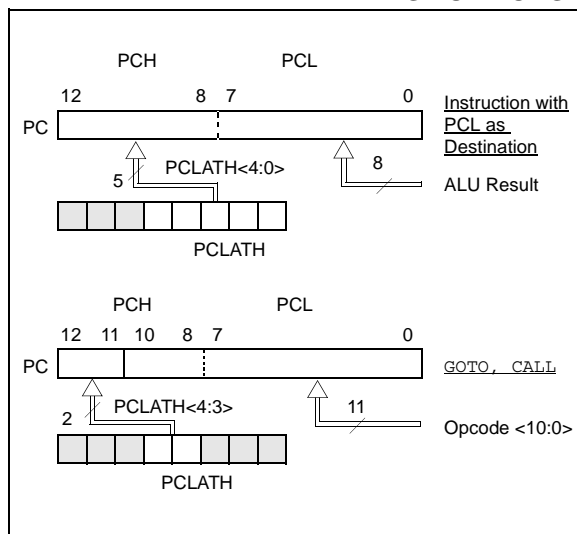 PCH PCL
12 8 7 0
Instruction with
PCL as
Destination
PC
5 PCLATH<4:0> 8
ALU Result
PCLATH
PCH PCL
12 11 10 8 7 0
PC GOTO, CALL
2 PCLATH<4:3> 11
Opcode <10:0>
PCLATH